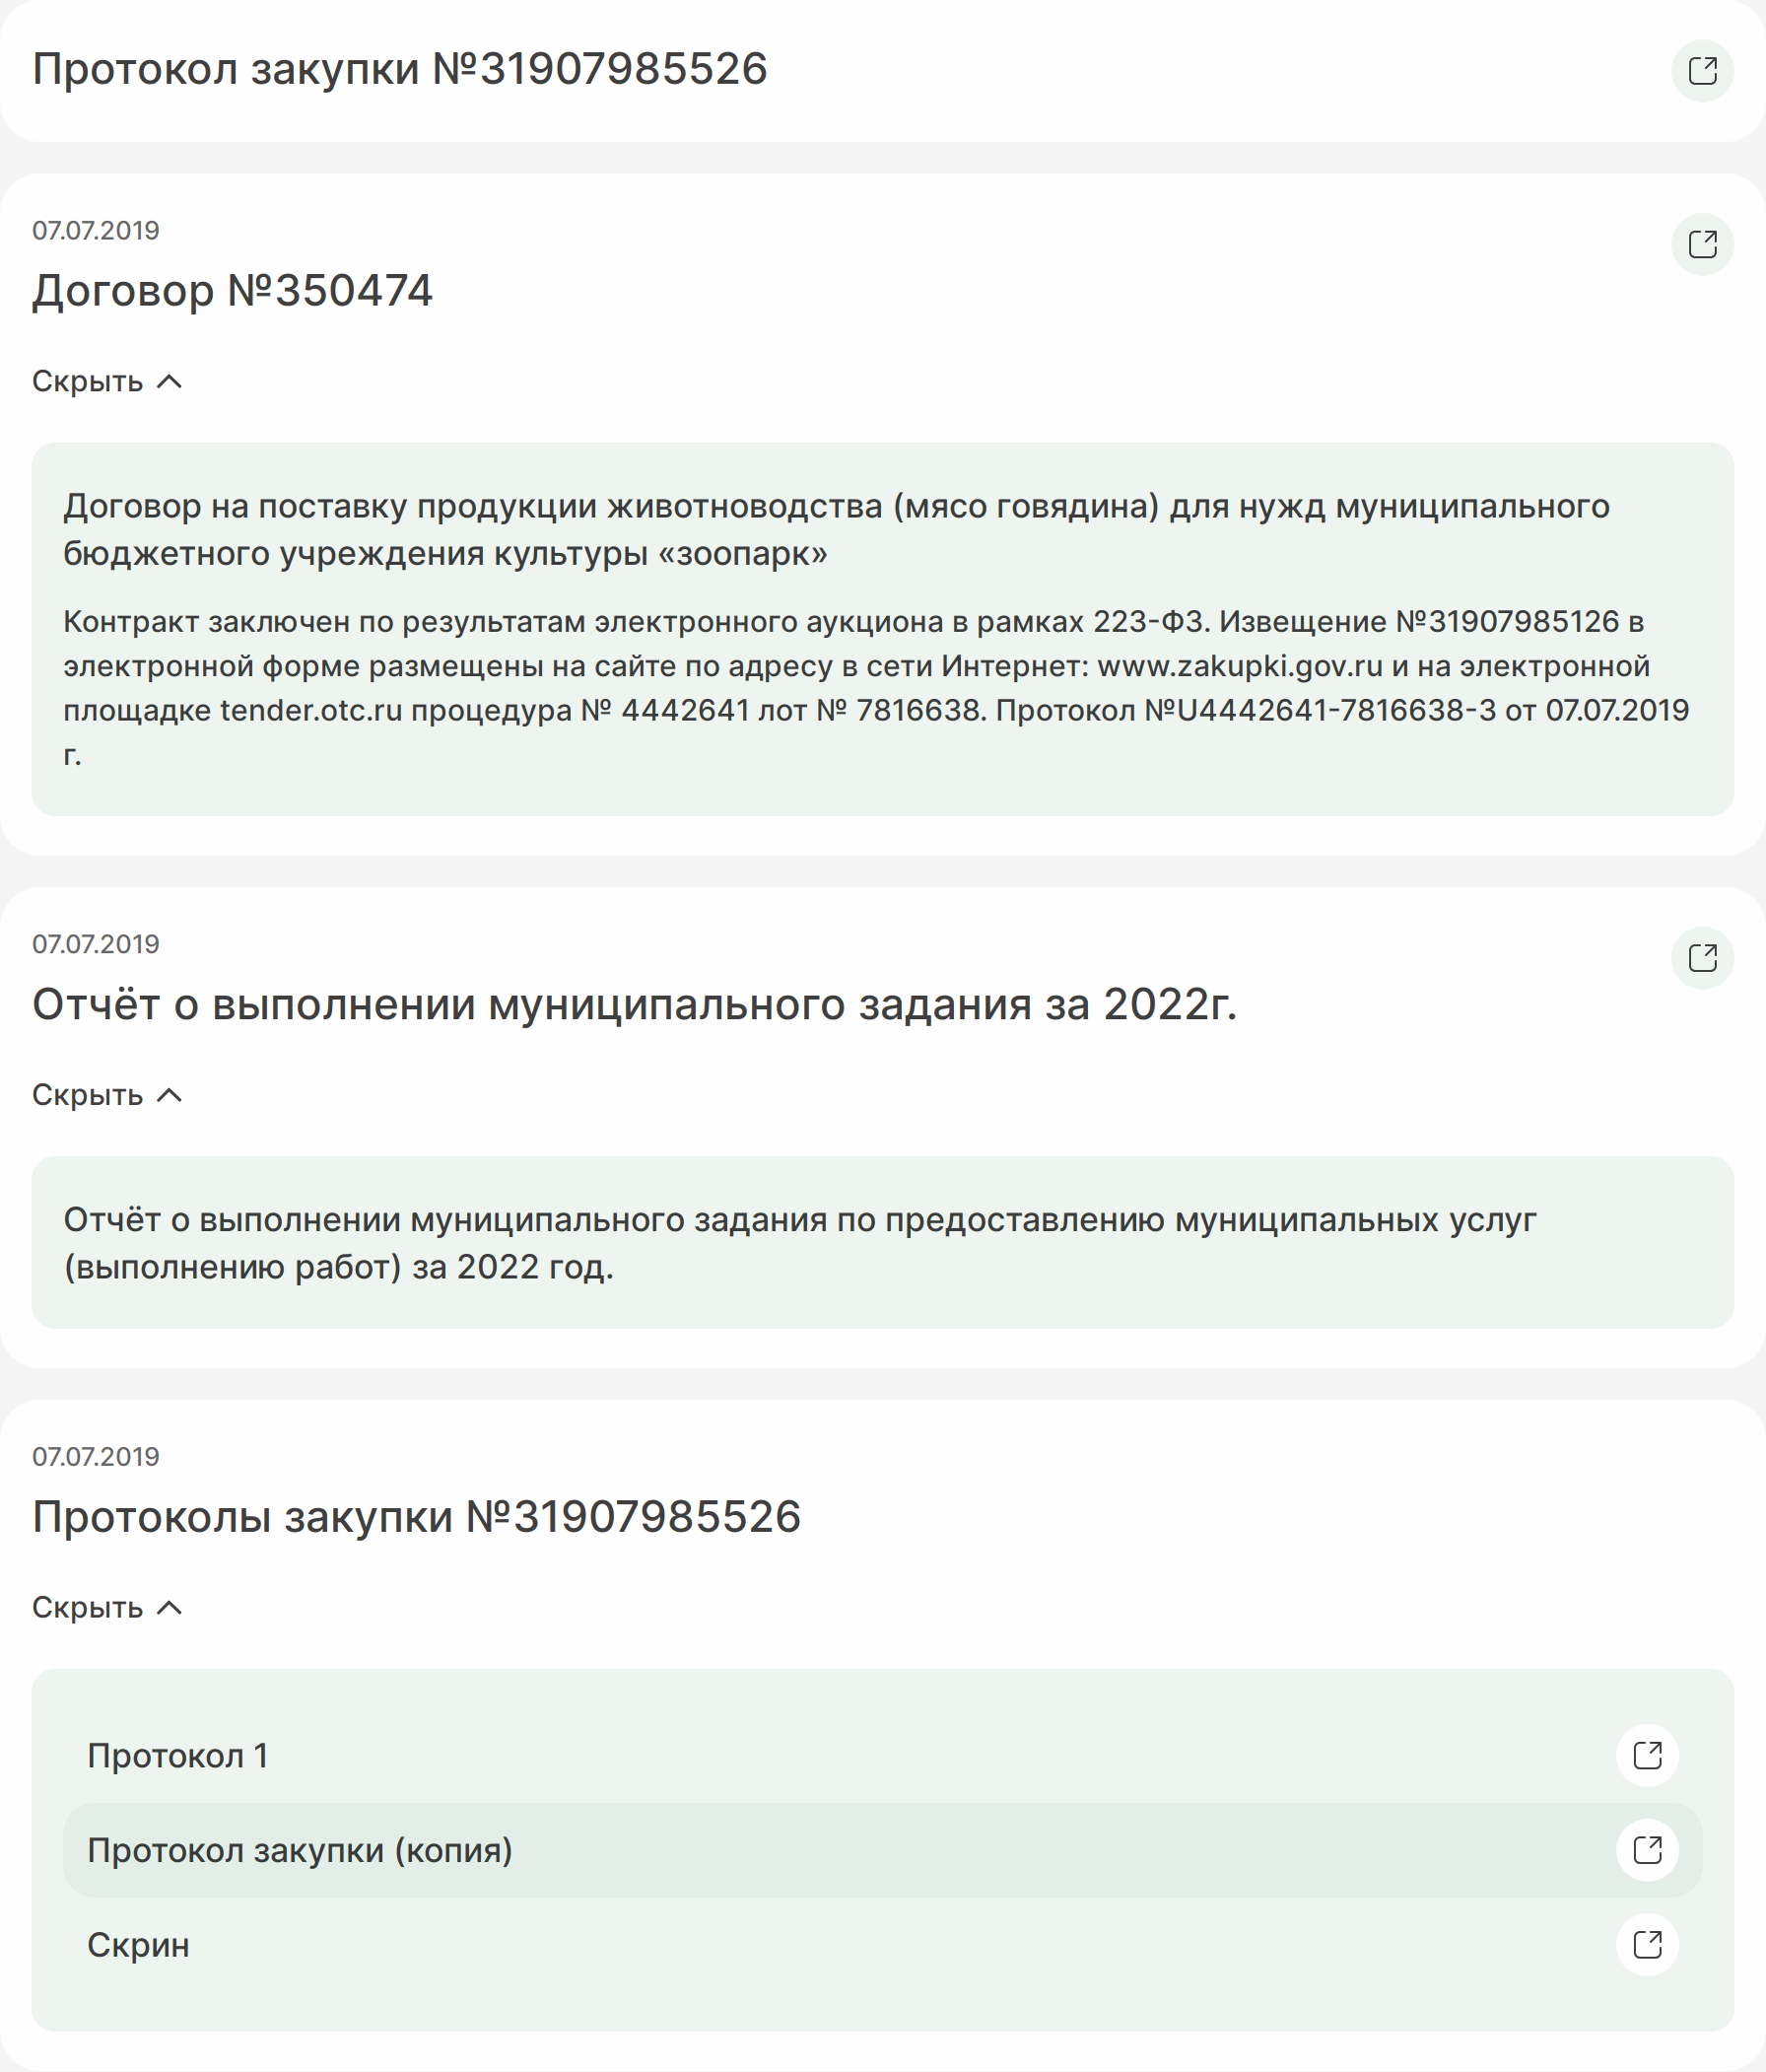 Протокол закупки №31907985526
07.07.2019
Договор №350474
Скрыть
Договор на поставку продукции животноводства (мясо говядина) для нужд муниципального
бюджетного учреждения культуры «зоопарк»
Контракт заключен по результатам электронного аукциона в рамках 223-ФЗ. Извещение №31907985126 в
электронной форме размещены на сайте по адресу в сети Интернет: www.zakupki.gov.ru и на электронной
площадке tender.otc.ru процедура № 4442641 лот № 7816638. Протокол №U4442641-7816638-3 от 07.07.2019
г.
07.07.2019
Отчёт о выполнении муниципального задания за 2022г.
Скрыть
Отчёт о выполнении муниципального задания по предоставлению муниципальных услуг
(выполнению работ) за 2022 год.
07.07.2019
Протоколы закупки №31907985526
Скрыть
Протокол 1
Протокол закупки (копия)
Скрин